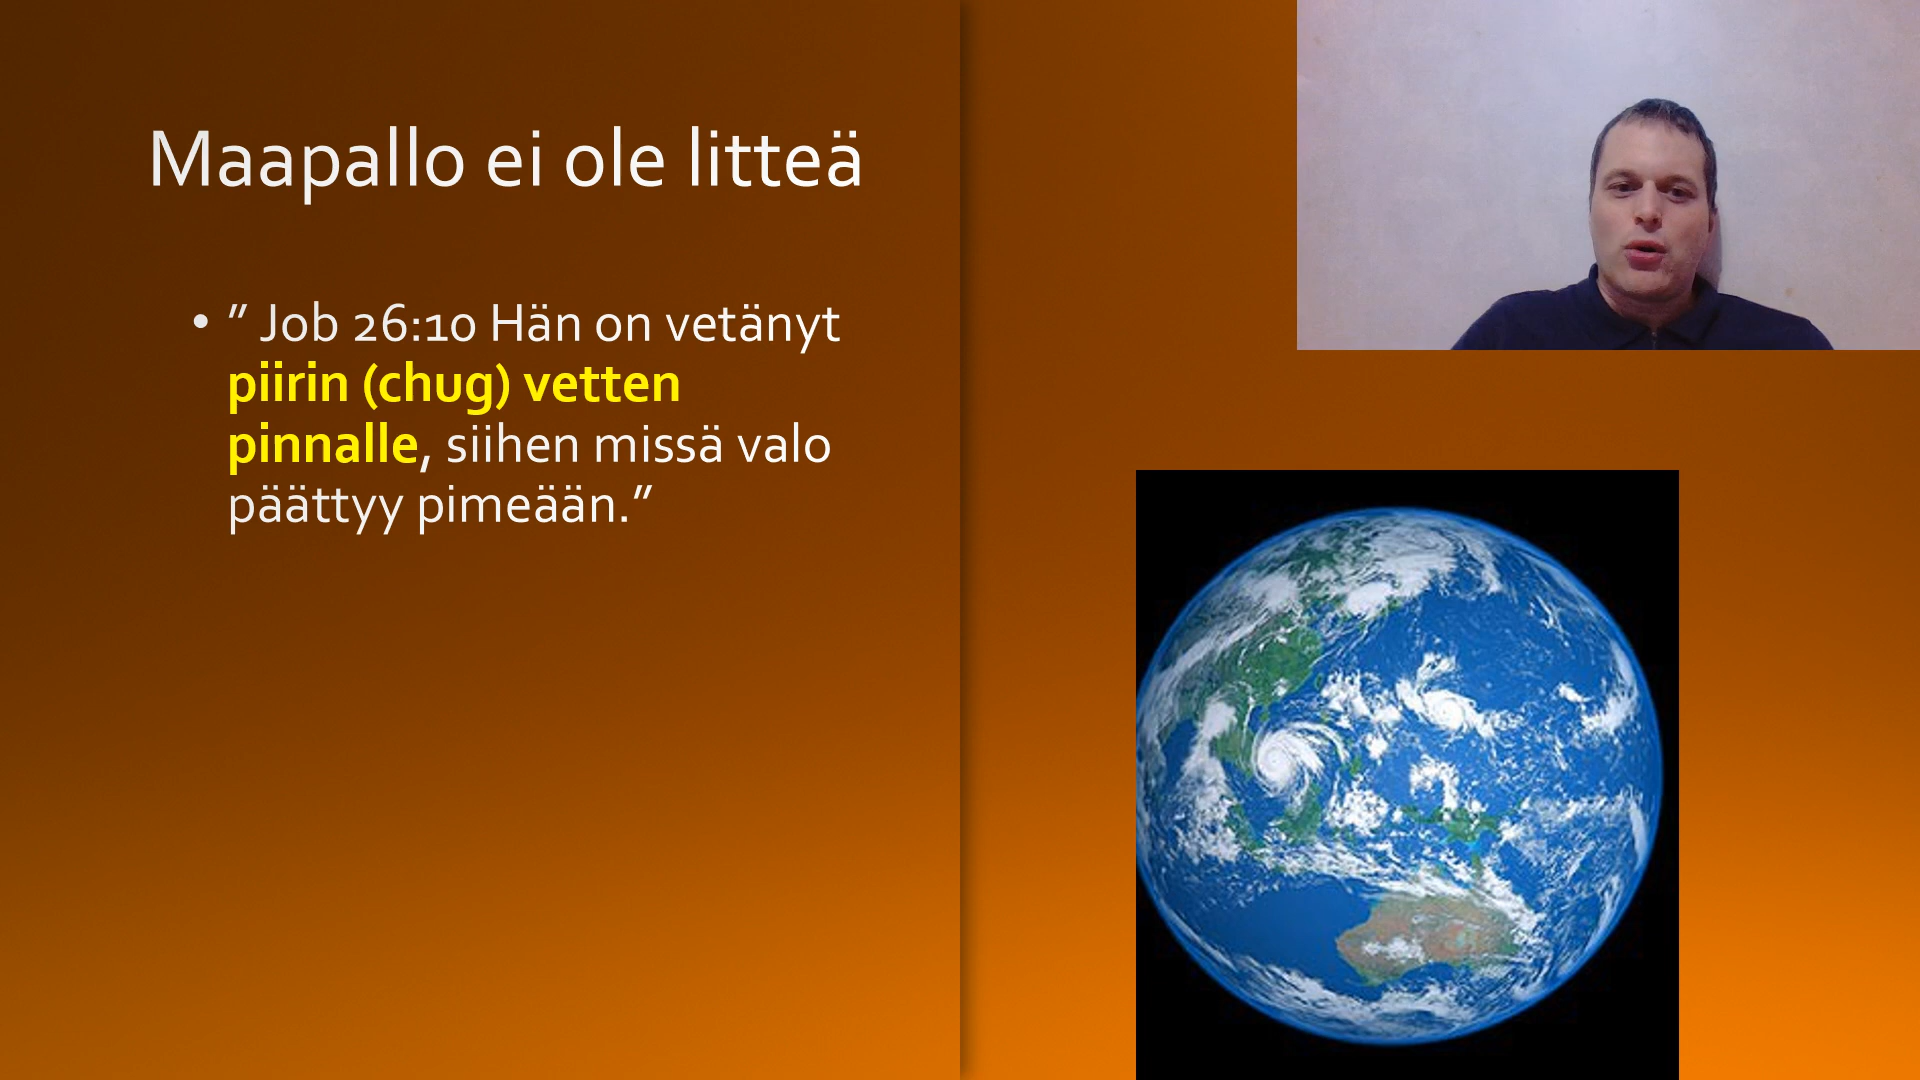 Maapallo ei ole litteä
• ” Job 26:10 Hän on vetänyt
piirin (chug) vetten
pinnalle, siihen missä valo
päättyy pimeään.”